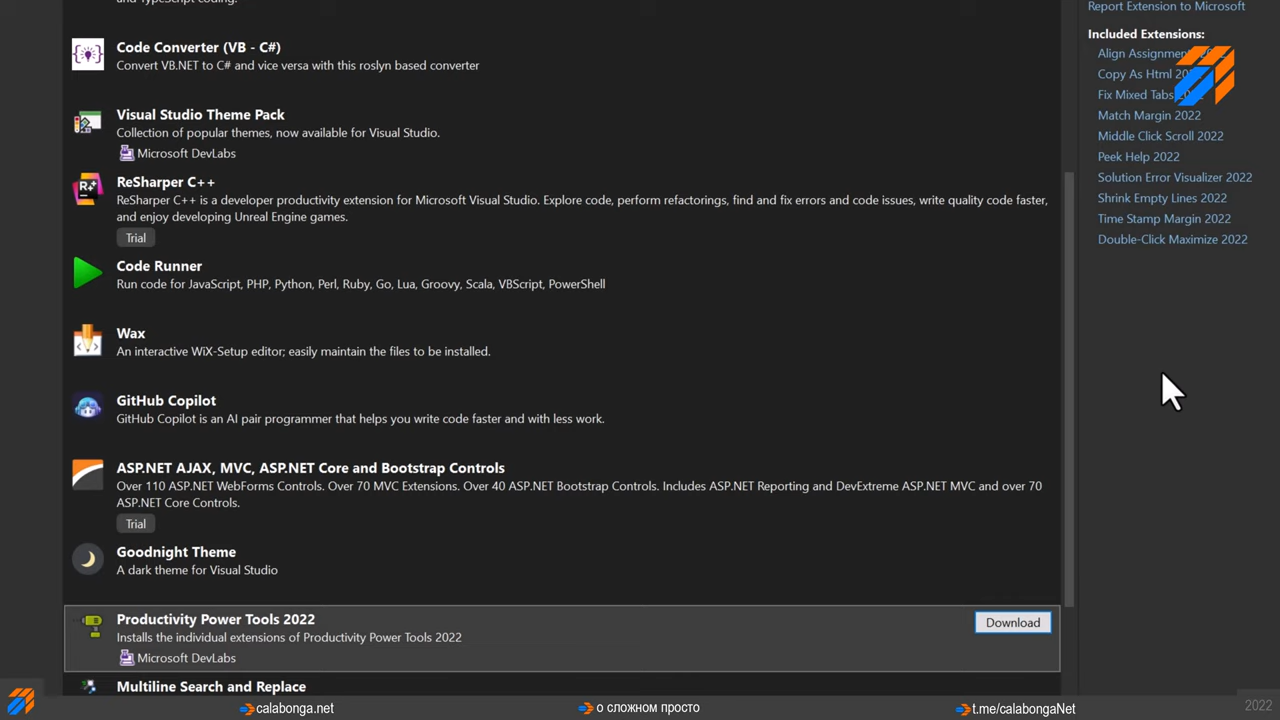 and TypeScript coding.
Code Converter (VB - C#)
Convert VB.NET to C# and vice versa with this roslyn based converter
Visual Studio Theme Pack
Collection of popular themes, now available for Visual Studio.
Microsoft DevLabs
ReSharper C++
ReSharper C++ is a developer productivity extension for Microsoft Visual Studio. Explore code, perform refactorings, find and fix errors and code issues, write quality code faster,
and enjoy developing Unreal Engine games.
Trial
Code Runner
Run code for JavaScript, PHP, Python, Perl, Ruby, Go, Lua, Groovy, Scala, VBScript, PowerShell
Wax
An interactive WiX-Setup editor; easily maintain the files to be installed.
GitHub Copilot
GitHub Copilot is an AI pair programmer that helps you write code faster and with less work.
ASP.NET AJAX, MVC, ASP.NET Core and Bootstrap Controls
Over 110 ASP.NET WebForms Controls. Over 70 MVC Extensions. Over 40 ASP.NET Bootstrap Controls. Includes ASP.NET Reporting and DevExtreme ASP.NET MVC and over 70
ASP.NET Core Controls.
Trial
Goodnight Theme
A dark theme for Visual Studio
Productivity Power Tools 2022
Download
Installs the individual extensions of Productivity Power Tools 2022
Microsoft DevLabs
Multiline Search and Replace
Report Extension to Microsoft
Included Extensions:
Align
Copy As Html
Fix Mixed Tabs
Match Margin 2022
Middle Click Scroll 2022
Peek Help 2022
Solution Error Visualizer 2022
Shrink Empty Lines 2022
Time Stamp Margin 2022
Double-Click Maximize 2022
calabonga.net
о сложном просто
t.me/calabongaNet
2022